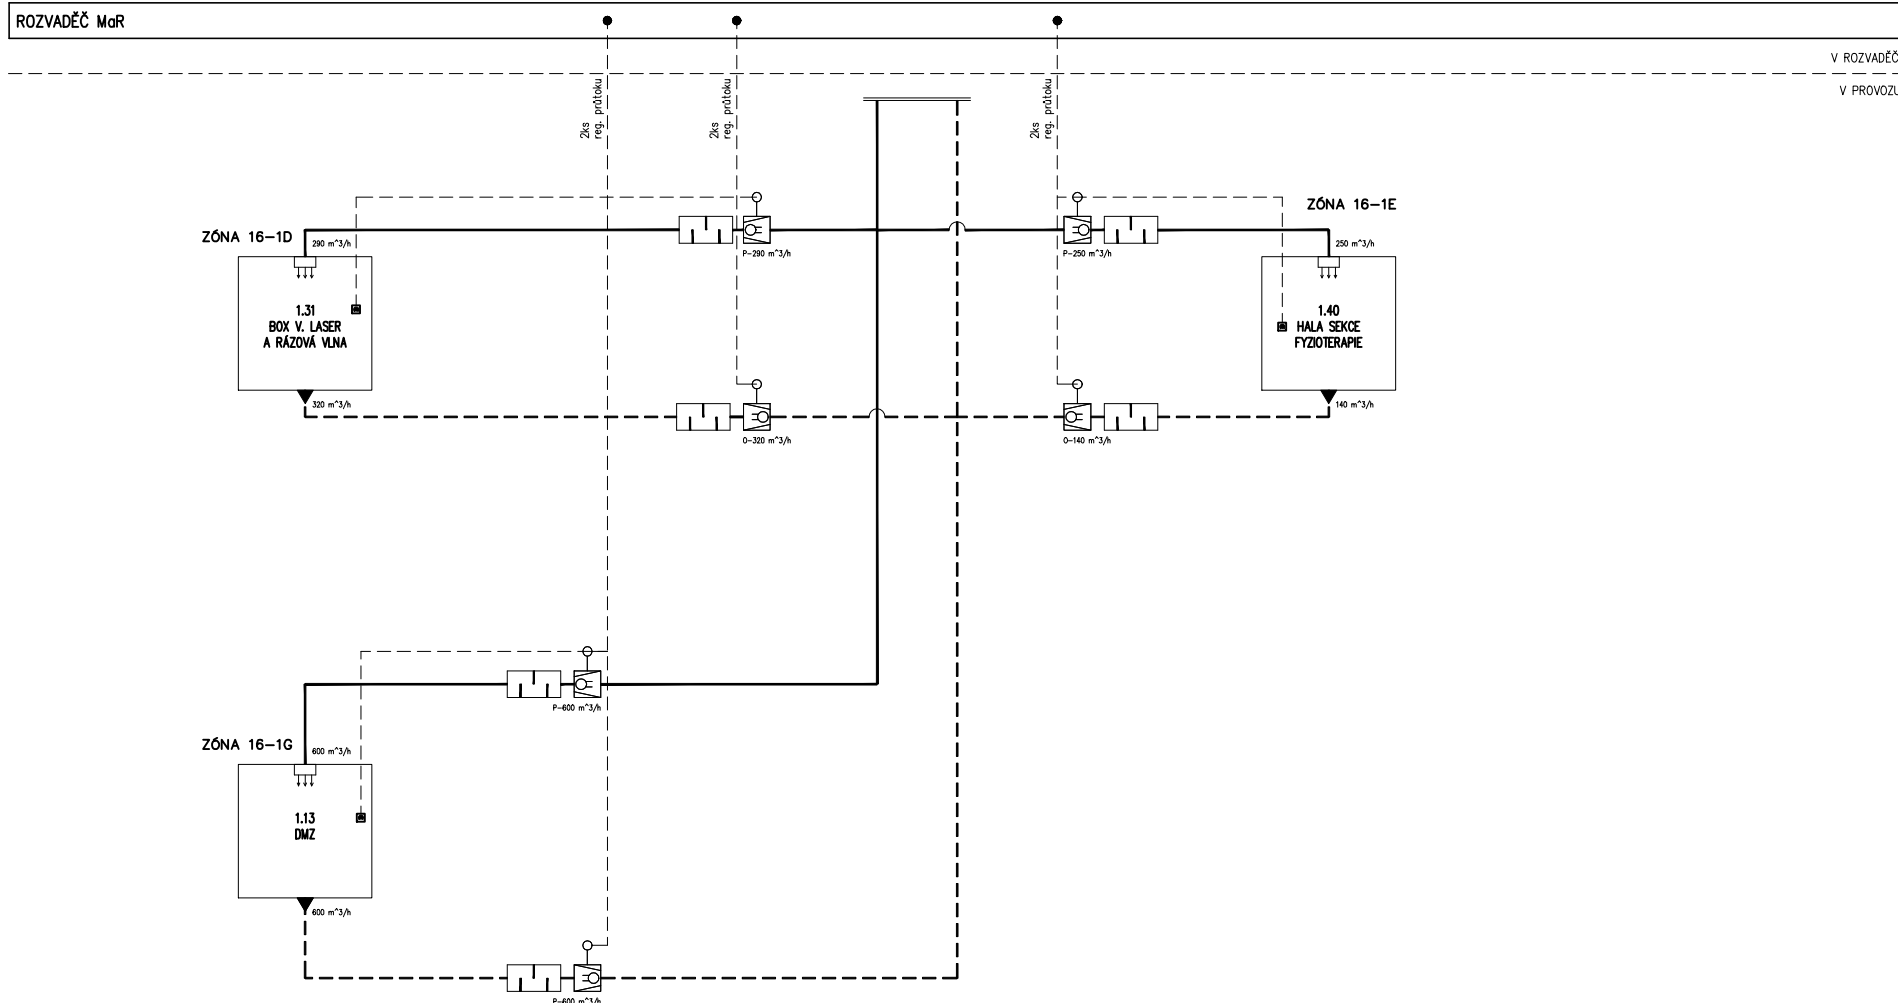 ROZVADĚČ MaR
V ROZVADĚČ
V PROVOZU
2ks
reg. průtoku
2ks
reg. průtoku
2ks
reg. průtoku
ZÓNA 16-1E
ZÓNA 16-1D
290 m^3/h
P-290 m^3/h
P-250 m^3/h
250 m^3/h
1.31
BOX V. LASER
A RÁZOVÁ VLNA
1.40
HALA SEKCE
FYZIOTERAPIE
320 m^3/h
140 m^3/h
O-320 m^3/h
O-140 m^3/h
P-600 m^3/h
ZÓNA 16-1G
600 m^3/h
1.13
DMZ
600 m^3/h
P-600 m^3/h